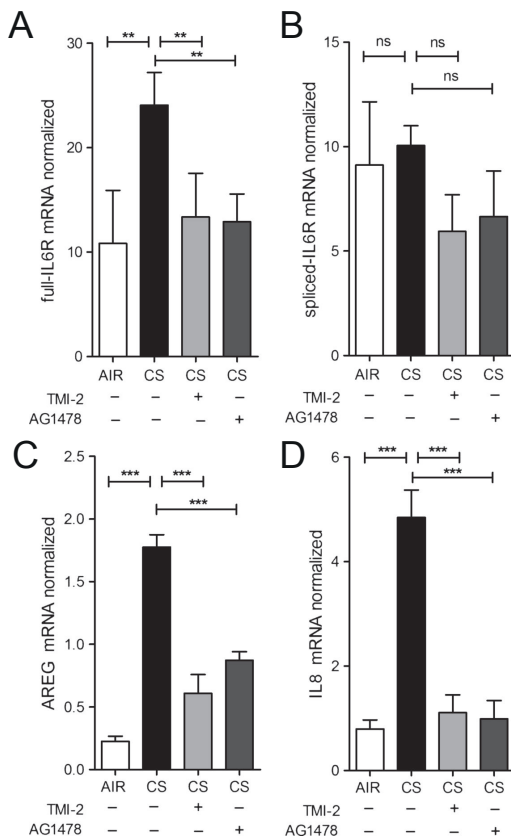 A
full-IL6R mRNA normalized
30
20
10
0
**
**
**
AIR CS CS CS
TMI-2 – – + –
AG1478 – – – +
B
spliced-IL6R mRNA normalized
15
10
5
0
ns
ns
ns
AIR CS CS CS
– – + –
– – – +
C
AREG mRNA normalized
2.5
2.0
1.5
1.0
0.5
0.0
***
***
***
AIR CS CS CS
TMI-2 – – + –
AG1478 – – – +
D
IL8 mRNA normalized
6
4
2
0
***
***
***
AIR CS CS CS
TMI-2 – – + –
AG1478 – – – +